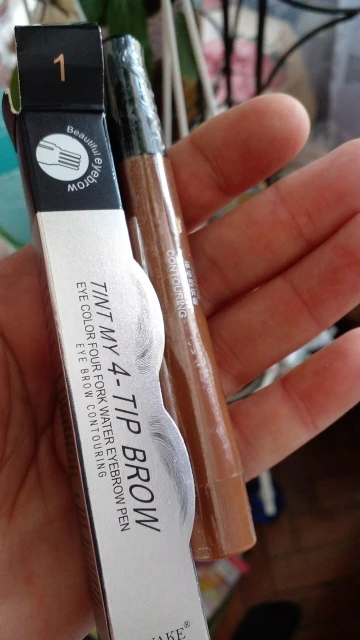 1
Beautiful eyebrow
TINT MY 4-TIP BROW
EYE COLOR FOUR FORK WATER EYEBROW PEN
EYE BROW CONTOURING
CONTOURING